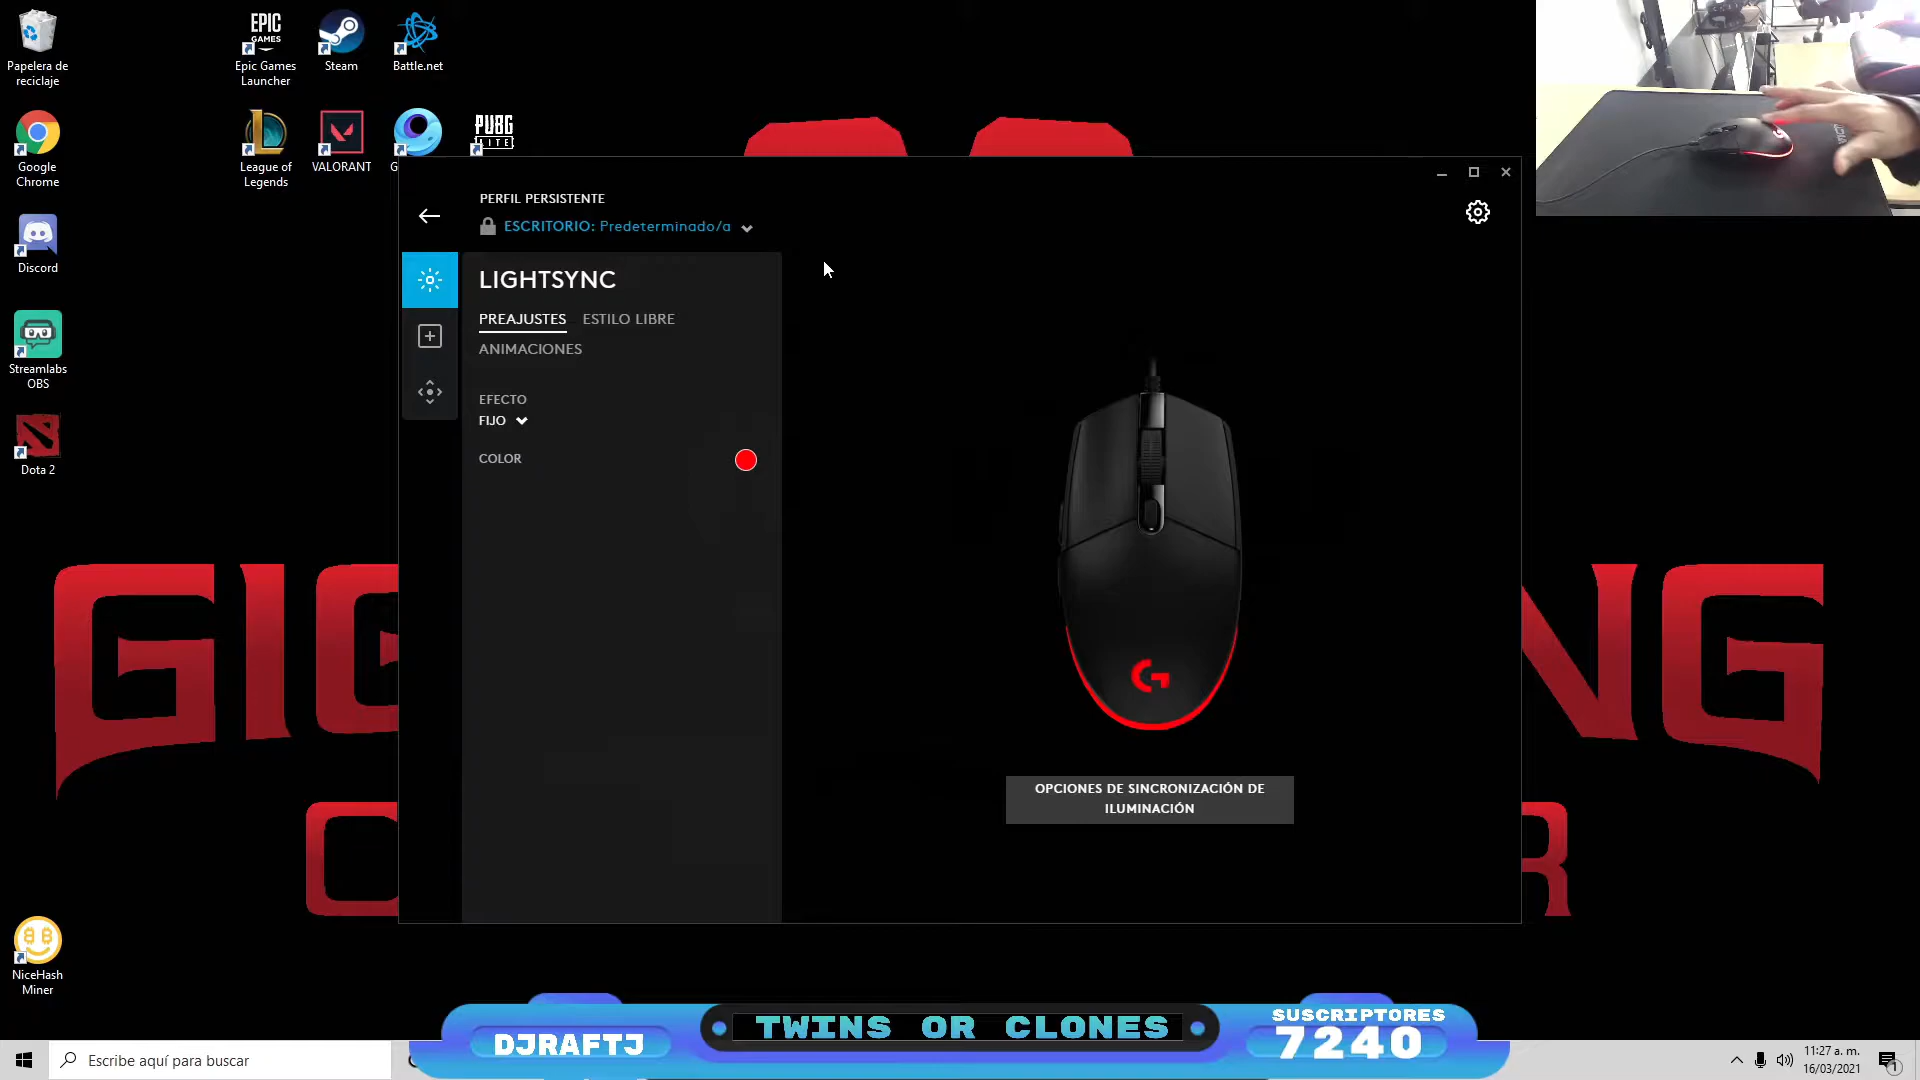 Papelera de
reciclaje
EPIC
GAMES
Epic Games
Launcher
Steam
Battle.net
Google
Chrome
League of
Legends
VALORANT
G
PUBG
LITE
Discord
Streamlabs
OBS
Dota 2
NiceHash
Miner
PERFIL PERSISTENTE
ESCRITORIO: Predeterminado/a
LIGHTSYNC
PREAJUSTES
ESTILO LIBRE
ANIMACIONES
EFECTO
FIJO
COLOR
G
OPCIONES DE SINCRONIZACIÓN DE
ILUMINACIÓN
DJRAFTJ
TWINS OR CLONES
SUSCRIPTORES
7240
Escribe aquí para buscar
11:27 a. m.
16/03/2021
1